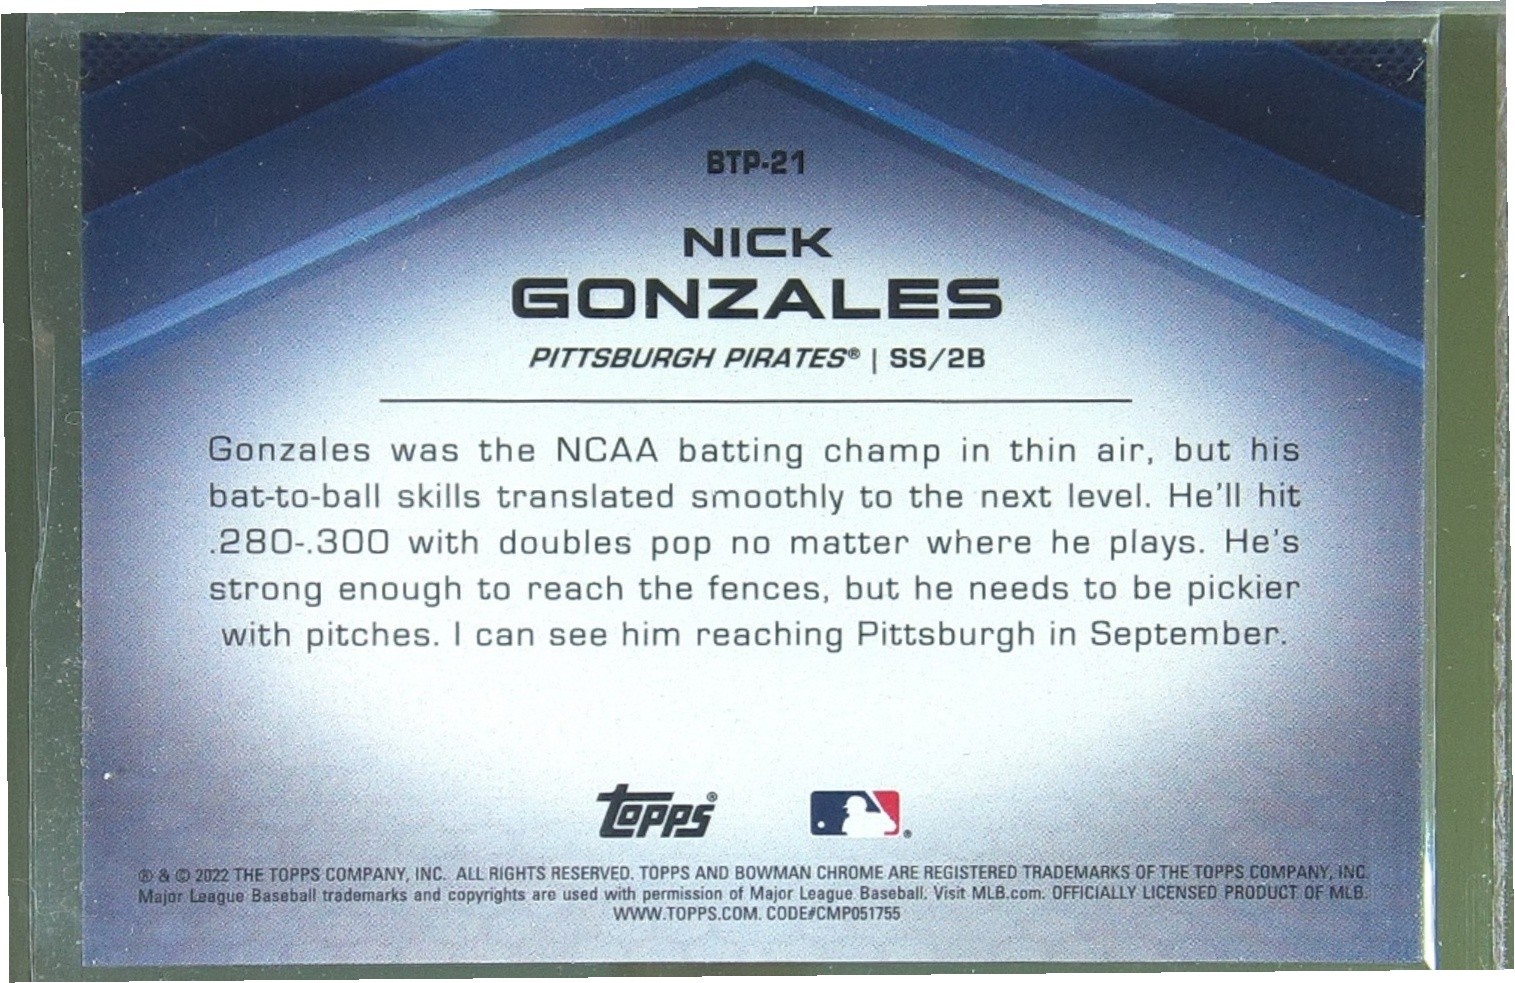 BTP-21
NICK
GONZALES
PITTSBURGH PIRATES® | SS/2B
Gonzales was the NCAA batting champ in thin air, but his
bat-to-ball skills translated smoothly to the next level. He'll hit
.280-.300 with doubles pop no matter where he plays. He's
strong enough to reach the fences, but he needs to be pickier
with pitches. I can see him reaching Pittsburgh in September.
Topps®
® & © 2022 THE TOPPS COMPANY, INC. ALL RIGHTS RESERVED. TOPPS AND BOWMAN CHROME ARE REGISTERED TRADEMARKS OF THE TOPPS COMPANY, INC.
Major League Baseball trademarks and copyrights are used with permission of Major League Baseball. Visit MLB.com. OFFICIALLY LICENSED PRODUCT OF MLB.
WWW.TOPPS.COM. CODE#CMP051755